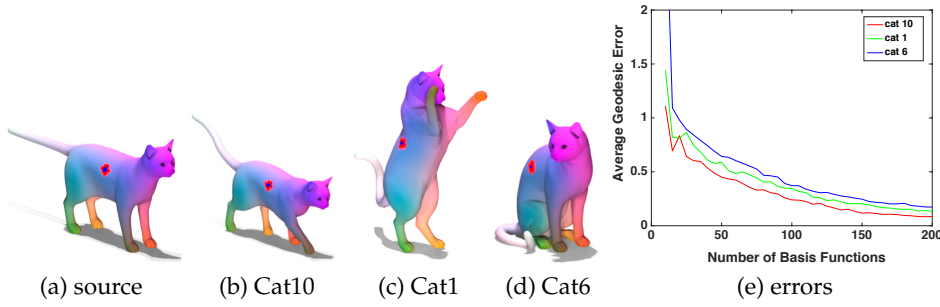 2
1.5
1
0.5
0
0
50
100
150
200
Average Geodesic Error
Number of Basis Functions
cat 10
cat 1
cat 6
(a) source
(b) Cat10
(c) Cat1
(d) Cat6
(e) errors